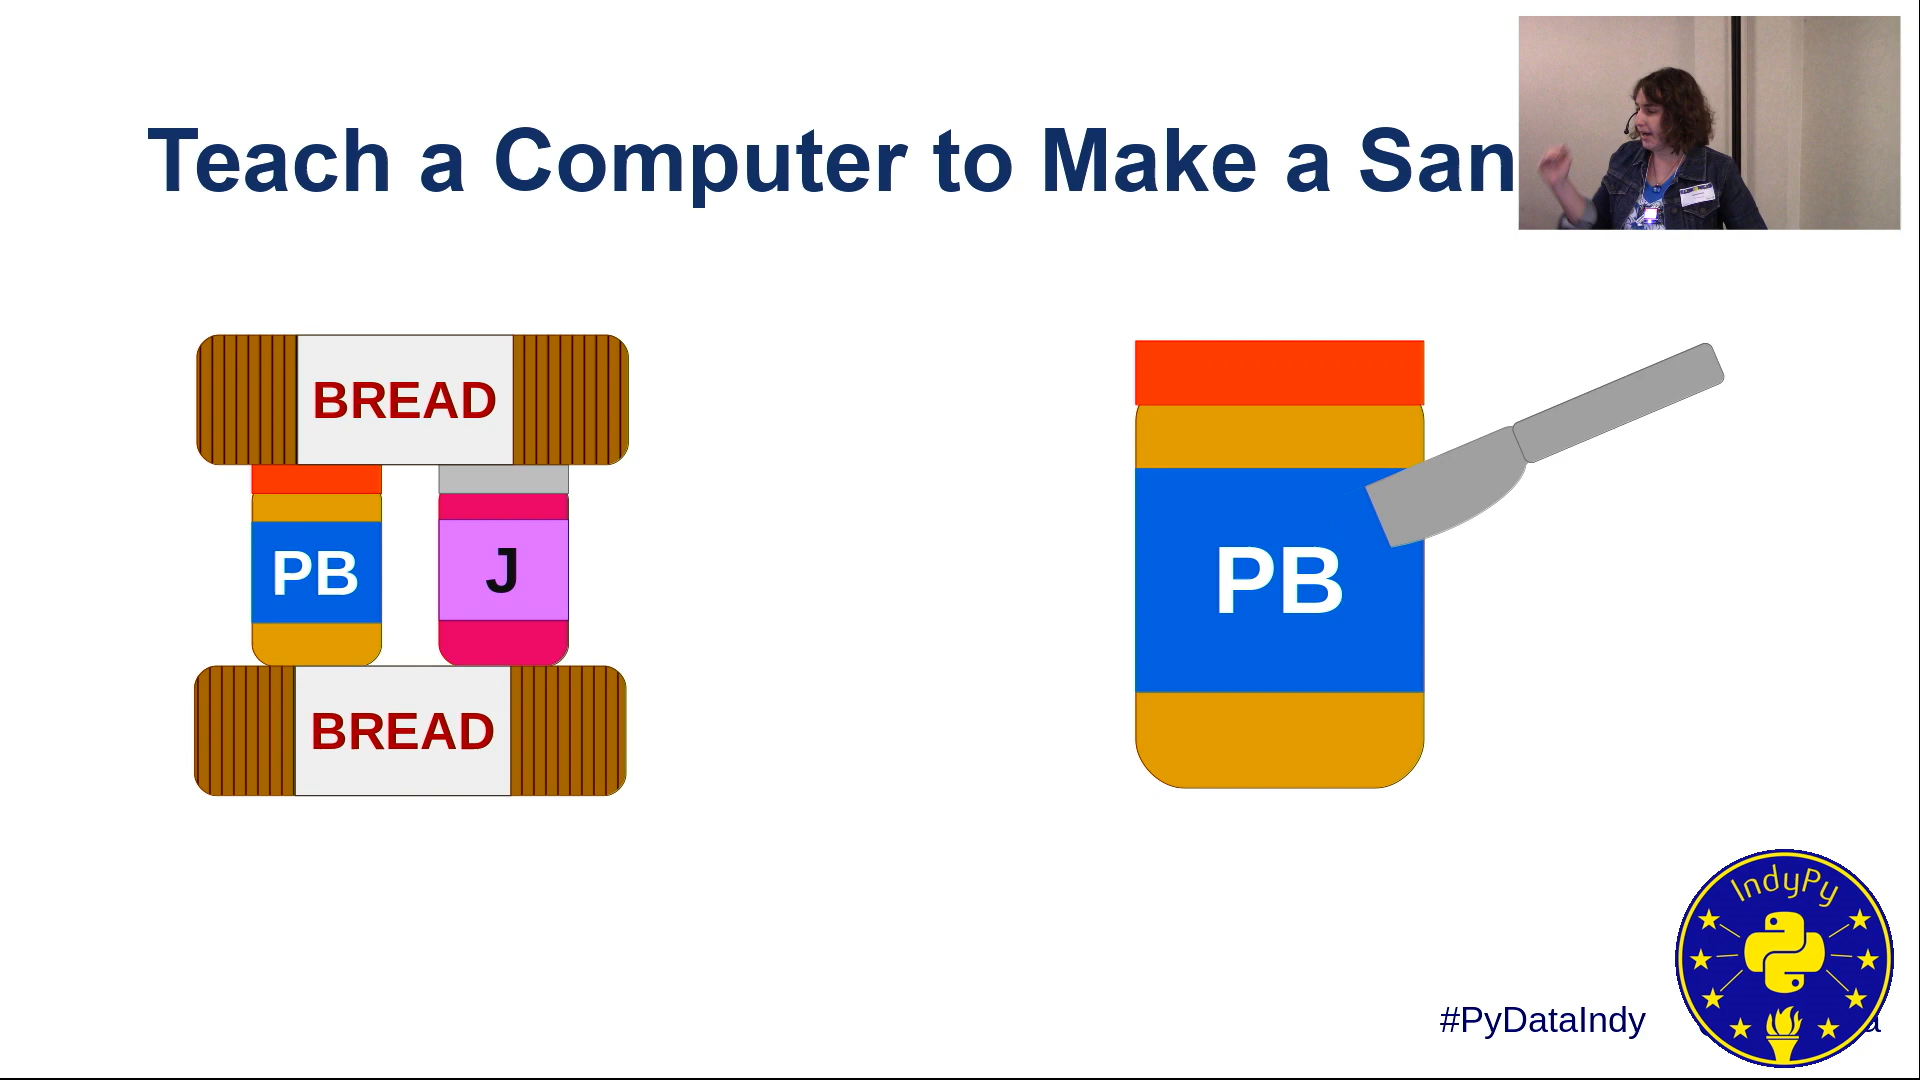 Teach a Computer to Make a San
BREAD
PB
J
BREAD
PB
IndyPy
#PyDataIndy